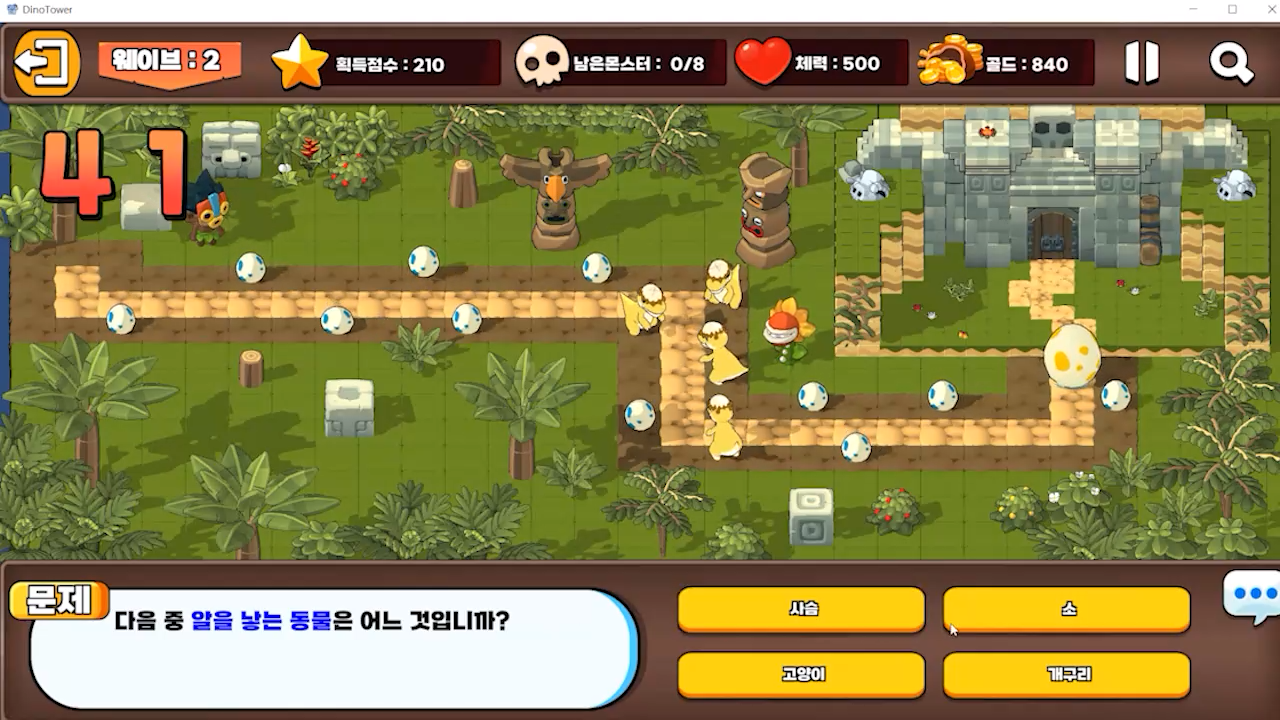 DinoTower
웨이브 : 2
획득점수 : 210
남은몬스터 : 0/8
체력 : 500
골드 : 840
41
문제
다음 중 알을 낳는 동물은 어느 것입니까?
사슴
소
고양이
개구리